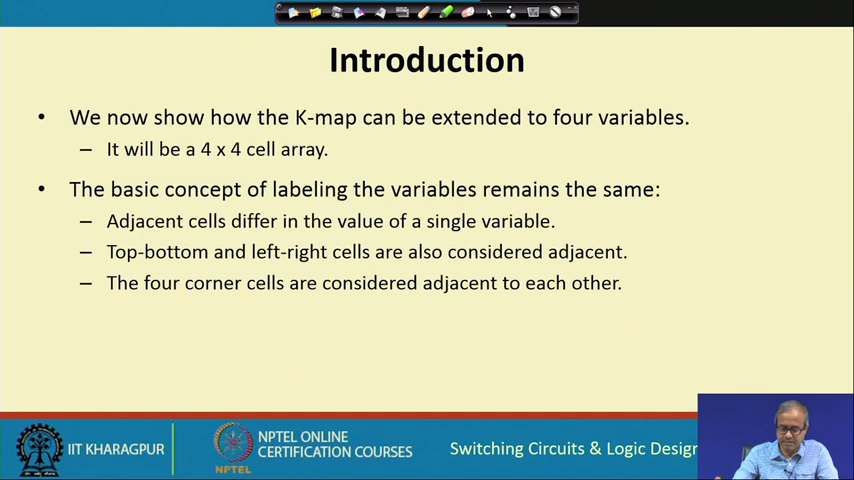 Introduction
• We now show how the K-map can be extended to four variables.
– It will be a 4 x 4 cell array.
• The basic concept of labeling the variables remains the same:
– Adjacent cells differ in the value of a single variable.
– Top-bottom and left-right cells are also considered adjacent.
– The four corner cells are considered adjacent to each other.
IIT KHARAGPUR
NPTEL
NPTEL ONLINE
CERTIFICATION COURSES
Switching Circuits & Logic Design